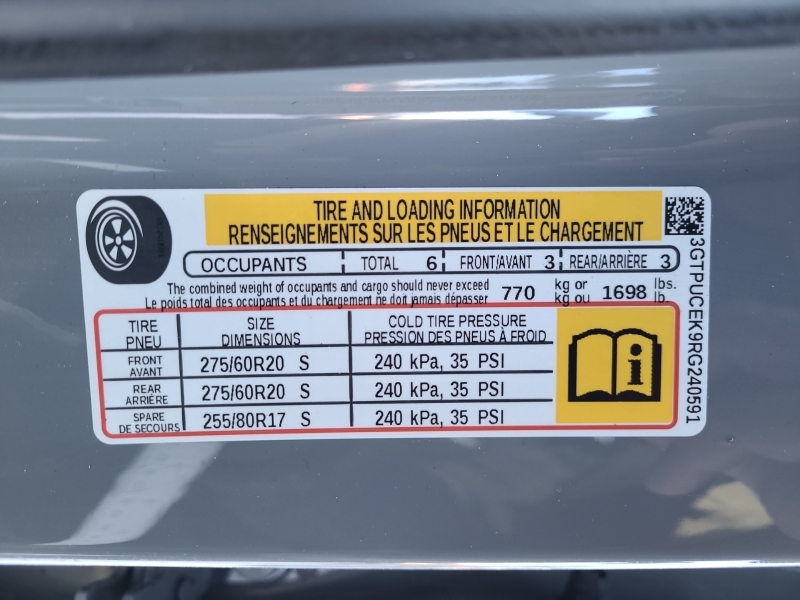 TIRE AND LOADING INFORMATION
RENSEIGNEMENTS SUR LES PNEUS ET LE CHARGEMENT
OCCUPANTS TOTAL 6 FRONT/AVANT 3 REAR/ARRIÈRE 3
The combined weight of occupants and cargo should never exceed 770 kg or 1698 lbs.
Le poids total des occupants et du chargement ne doit jamais dépasser kg ou lb.
TIRE PNEU SIZE DIMENSIONS COLD TIRE PRESSURE PRESSION DES PNEUS À FROID
FRONT AVANT 275/60R20 S 240 kPa, 35 PSI
REAR ARRIÈRE 275/60R20 S 240 kPa, 35 PSI
SPARE DE SECOURS 255/80R17 S 240 kPa, 35 PSI
3GTPUCEK9RG240591